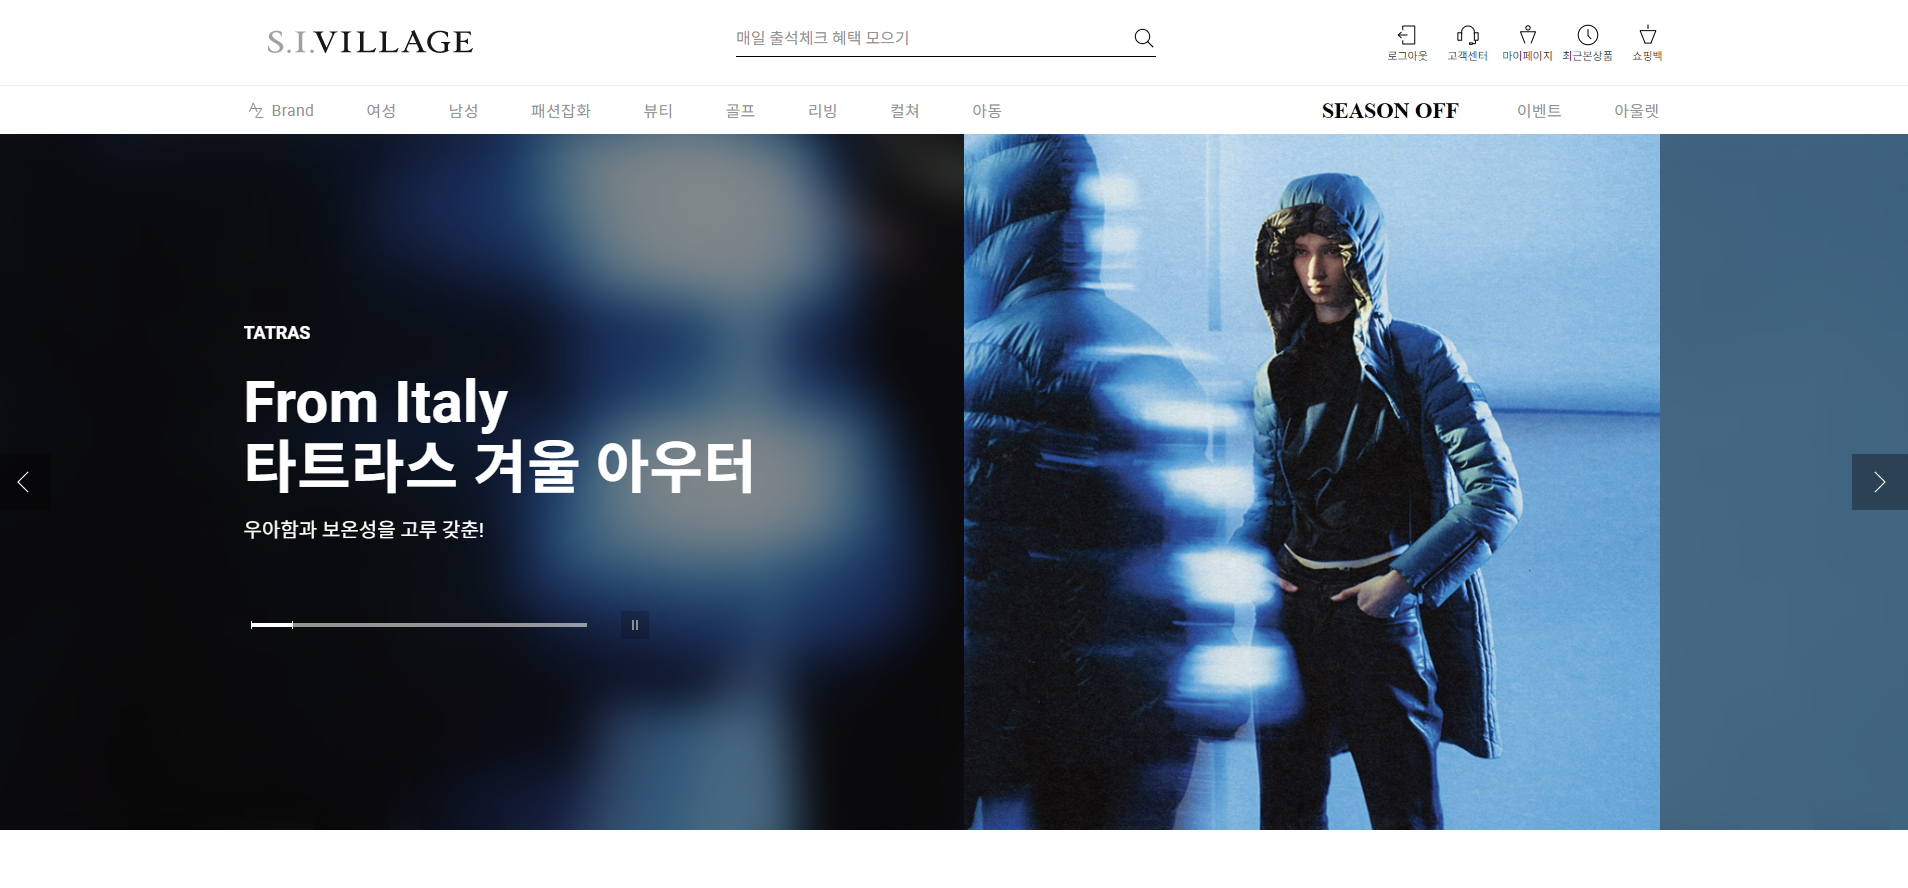 S.I.VILLAGE
매일 출석체크 혜택 모으기
로그아웃
고객센터
마이페이지
최근본상품
쇼핑백
AZ Brand
여성
남성
패션잡화
뷰티
골프
리빙
컬쳐
아동
SEASON OFF
이벤트
아울렛
TATRAS
From Italy
타트라스 겨울 아우터
우아함과 보온성을 고루 갖춘!